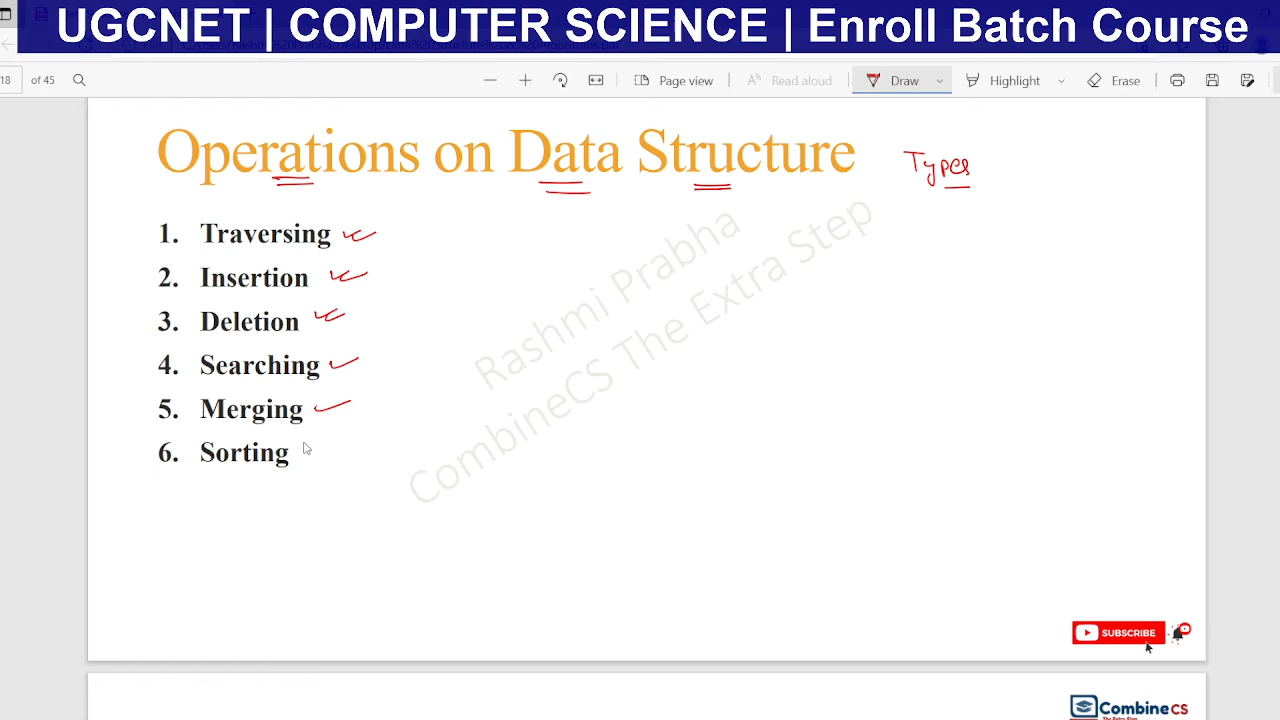 UGCNET | COMPUTER SCIENCE | Enroll Batch Course
18 of 45 Page view Read aloud Draw Highlight Erase
Operations on Data Structure Types
1. Traversing
2. Insertion
3. Deletion
4. Searching
5. Merging
6. Sorting
Rashmi Prabha
CombineCS The Extra Step
SUBSCRIBE
CombineCS